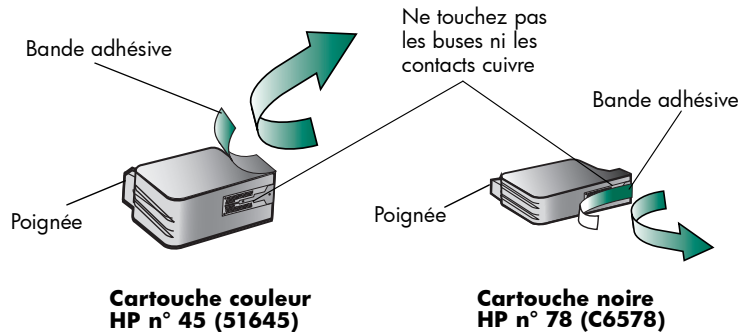 Bande adhésive
Ne touchez pas
les buses ni les
contacts cuivre
Bande adhésive
Poignée
Poignée
Cartouche couleur
HP n° 45 (51645)
Cartouche noire
HP n° 78 (C6578)